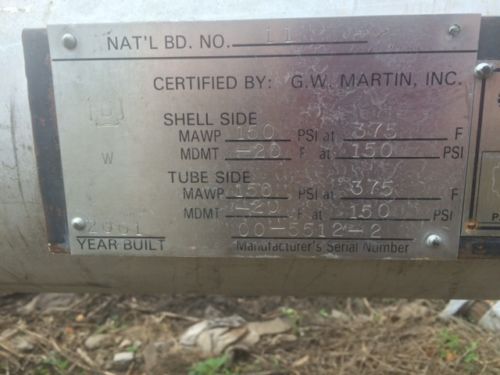 NAT'L BD. NO.
CERTIFIED BY: G.W. MARTIN, INC.
U
W
SHELL SIDE
MAWP 150 PSI at 375 F
MDMT -20 F at 150 PSI
TUBE SIDE
MAWP 150 PSI at 375 F
MDMT -20 F at 150 PSI
2001 00-5512-2
YEAR BUILT Manufacturer's Serial Number